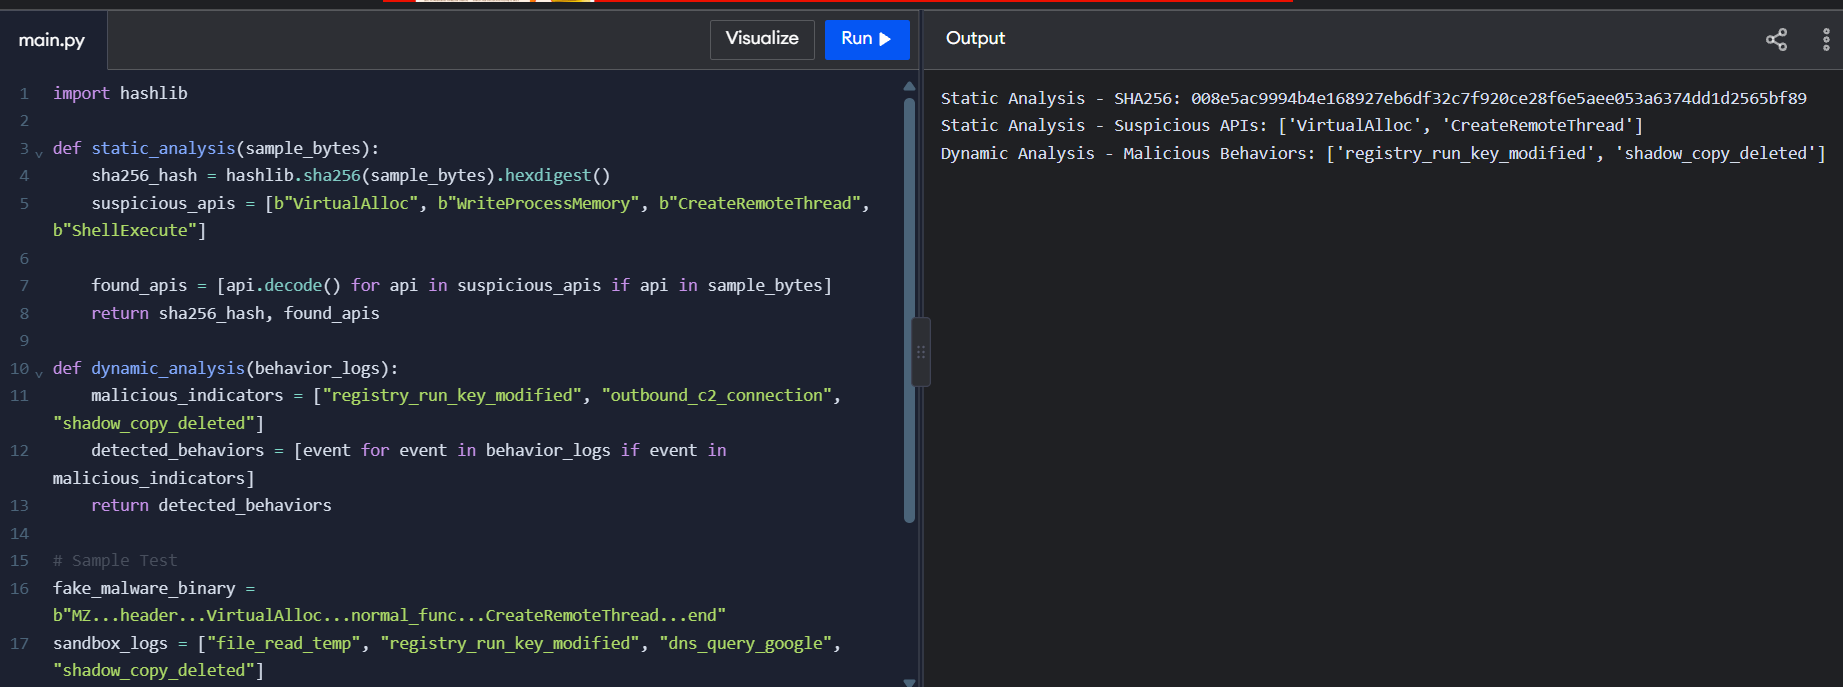 main.py
Visualize
Run
Output
1 import hashlib
2
3 def static_analysis(sample_bytes):
4     sha256_hash = hashlib.sha256(sample_bytes).hexdigest()
5     suspicious_apis = [b"VirtualAlloc", b"WriteProcessMemory", b"CreateRemoteThread",
b"ShellExecute"]
6
7     found_apis = [api.decode() for api in suspicious_apis if api in sample_bytes]
8     return sha256_hash, found_apis
9
10 def dynamic_analysis(behavior_logs):
11     malicious_indicators = ["registry_run_key_modified", "outbound_c2_connection",
"shadow_copy_deleted"]
12     detected_behaviors = [event for event in behavior_logs if event in
malicious_indicators]
13     return detected_behaviors
14
15 # Sample Test
16 fake_malware_binary =
b"MZ...header...VirtualAlloc...normal_func...CreateRemoteThread...end"
17 sandbox_logs = ["file_read_temp", "registry_run_key_modified", "dns_query_google",
"shadow_copy_deleted"]
Static Analysis - SHA256: 008e5ac9994b4e168927eb6df32c7f920ce28f6e5aee053a6374dd1d2565bf89
Static Analysis - Suspicious APIs: ['VirtualAlloc', 'CreateRemoteThread']
Dynamic Analysis - Malicious Behaviors: ['registry_run_key_modified', 'shadow_copy_deleted']